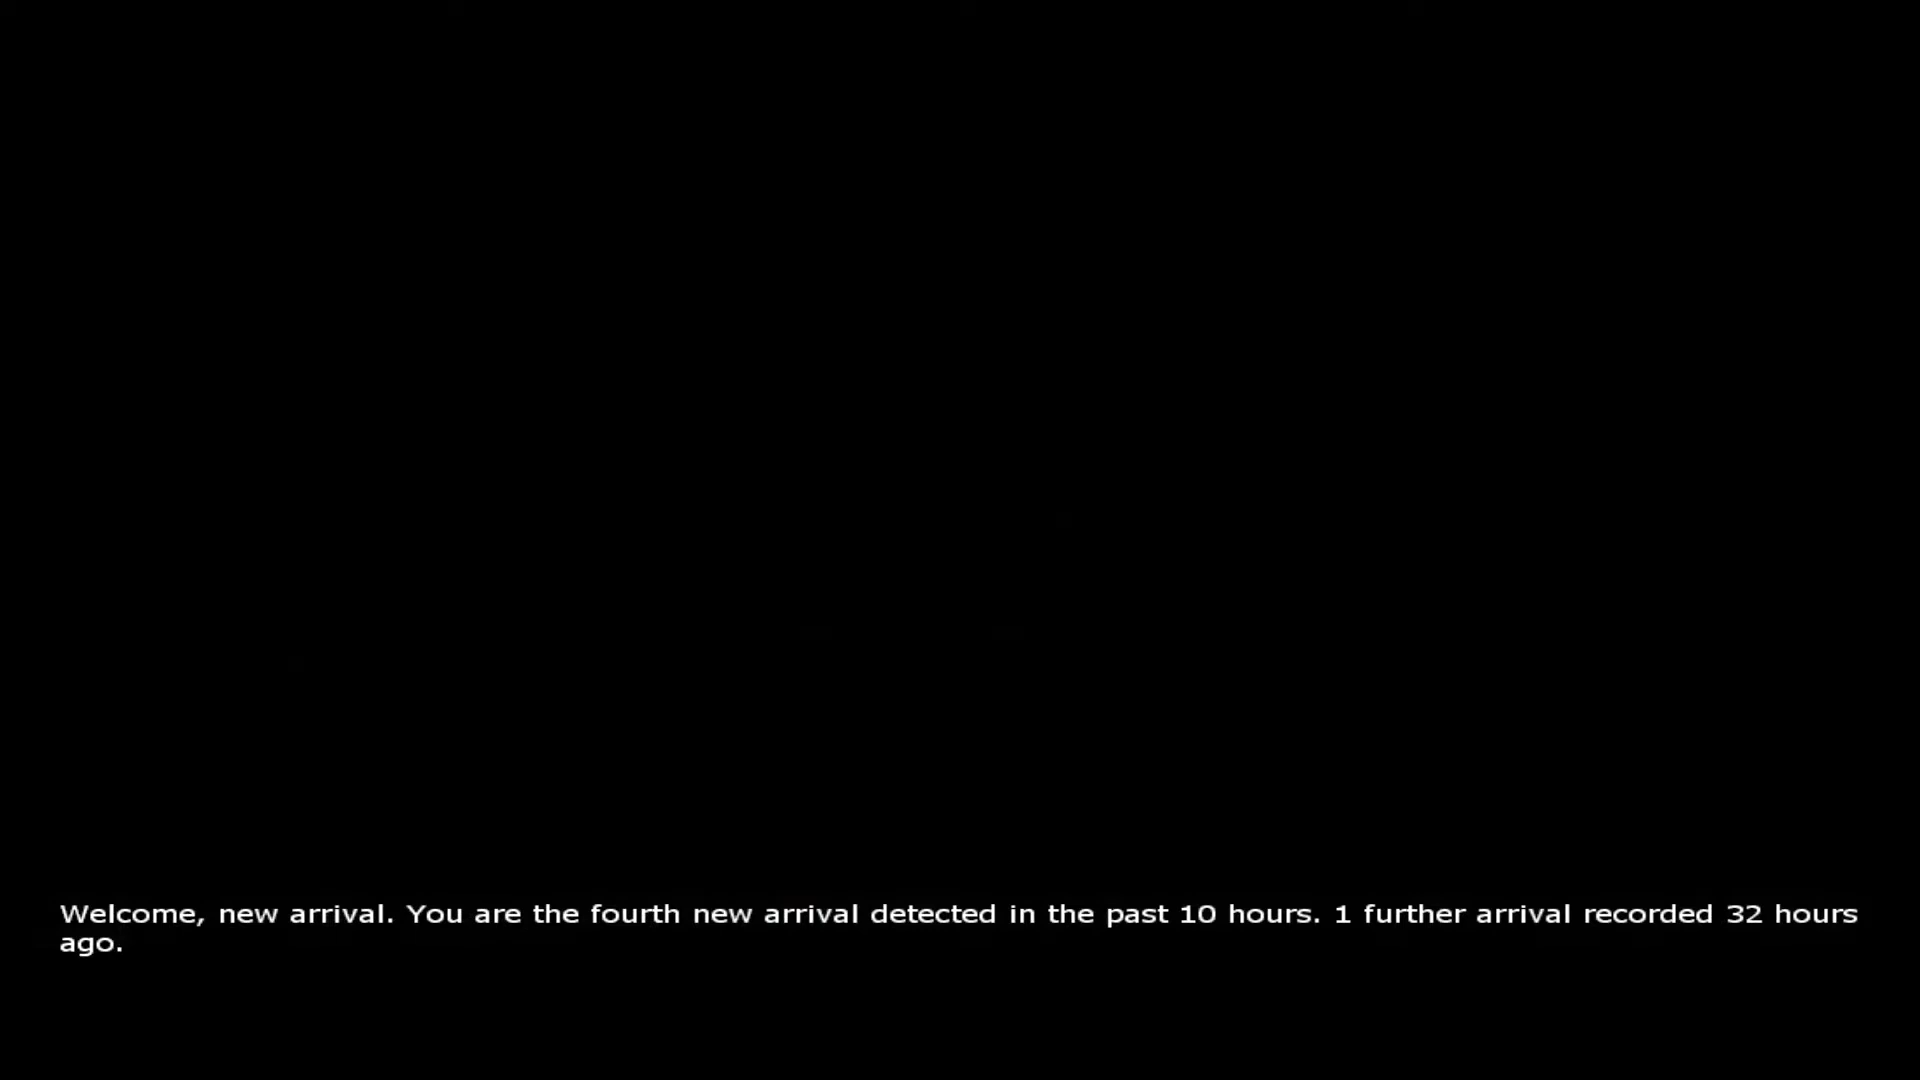 Welcome, new arrival. You are the fourth new arrival detected in the past 10 hours. 1 further arrival recorded 32 hours
ago.